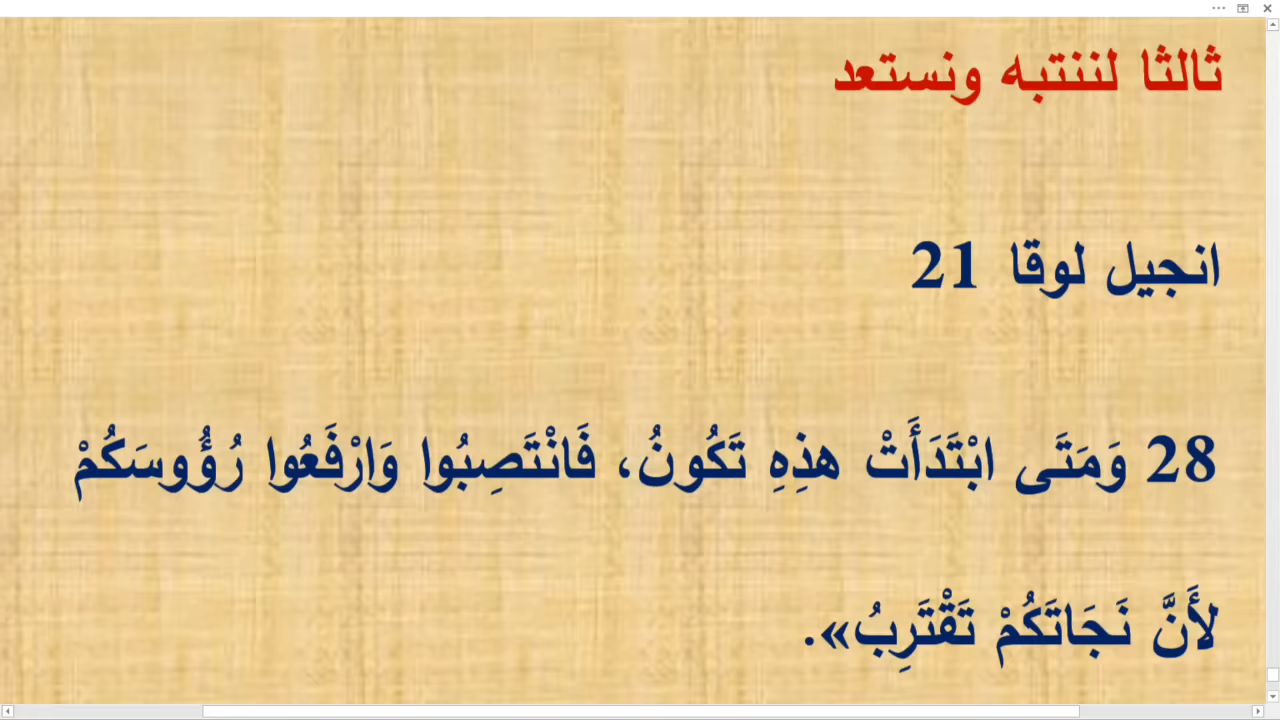 ثالثا لننتبه ونستعد
انجيل لوقا 21
28 وَمَتَى ابْتَدَأَتْ هذِهِ تَكُونُ، فَانْتَصِبُوا وَارْفَعُوا رُؤُوسَكُمْ
لأَنَّ نَجَاتَكُمْ تَقْتَرِبُ».